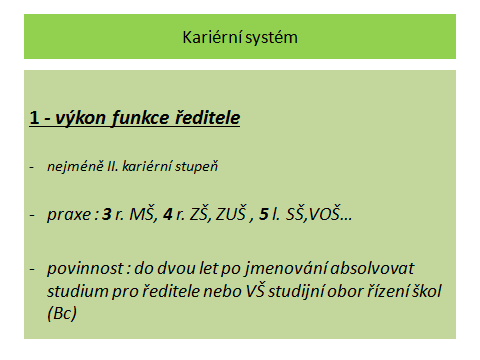 Kariérní systém
1 - výkon funkce ředitele
- nejméně II. kariérní stupeň
- praxe : 3 r. MŠ, 4 r. ZŠ, ZUŠ , 5 l. SŠ,VOŠ...
- povinnost : do dvou let po jmenování absolvovat
studium pro ředitele nebo VŠ studijní obor řízení škol
(Bc)